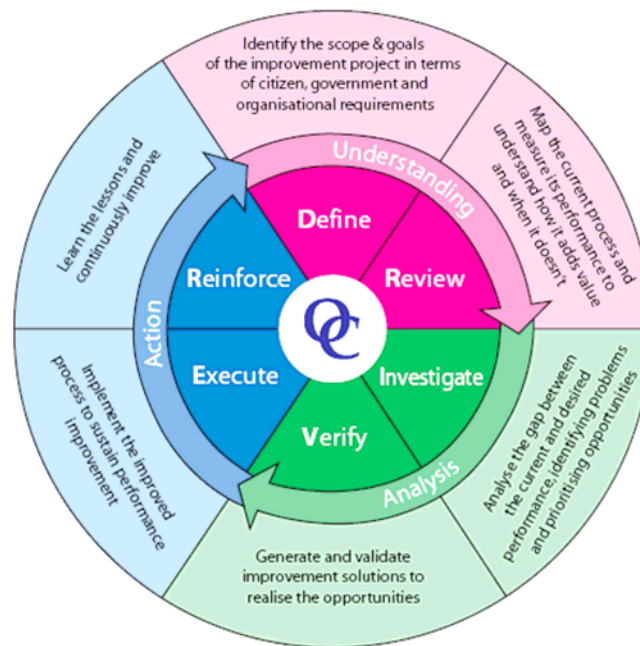 Identify the scope & goals
of the improvement project in terms
of citizen, government and
organisational requirements
Map the current process and
measure its performance to
understand how it adds value
and when it doesn't
Analyse the gap between
the current and desired
performance, identifying problems
and prioritising opportunities
Generate and validate
improvement solutions to
realise the opportunities
Implement the improved
process to sustain performance
improvement
Learn the lessons and
continuously improve
Understanding
Analysis
Action
Define
Review
Investigate
Verify
Execute
Reinforce
QC